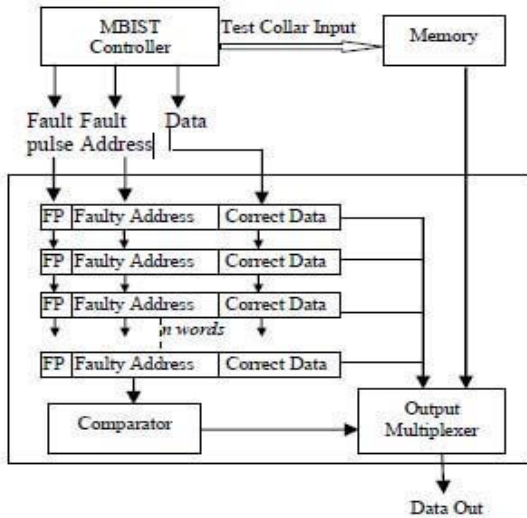 MBIST
Controller
Test Collar Input
Memory
Fault Fault Data
pulse Address
FP Faulty Address Correct Data
FP Faulty Address Correct Data
FP Faulty Address Correct Data
n words
FP Faulty Address Correct Data
Comparator
Output
Multiplexer
Data Out